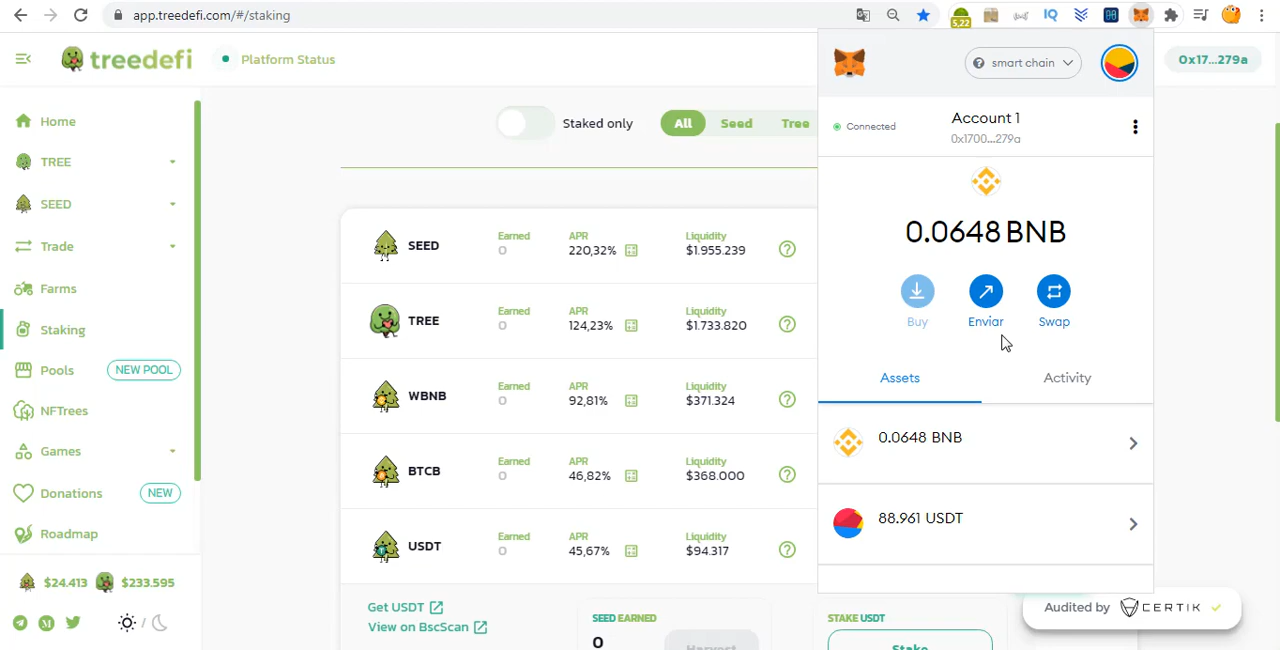 app.treedefi.com/#/staking
5,22
treedefi
Platform Status
0x17...279a
Home
TREE
SEED
Trade
Farms
Staking
Pools
NEW POOL
NFTrees
Games
Donations
NEW
Roadmap
$24.413
$233.595
Staked only
All
Seed
Tree
SEED
Earned
0
APR
220,32%
Liquidity
$1.955.239
TREE
Earned
0
APR
124,23%
Liquidity
$1.733.820
WBNB
Earned
0
APR
92,81%
Liquidity
$371.324
BTCB
Earned
0
APR
46,82%
Liquidity
$368.000
USDT
Earned
0
APR
45,67%
Liquidity
$94.317
Get USDT
View on BscScan
SEED EARNED
0
Harvest
STAKE USDT
Stake
smart chain
Connected
Account 1
0x1700...279a
0.0648 BNB
Buy
Enviar
Swap
Assets
Activity
0.0648 BNB
88.961 USDT
Audited by CERTIK